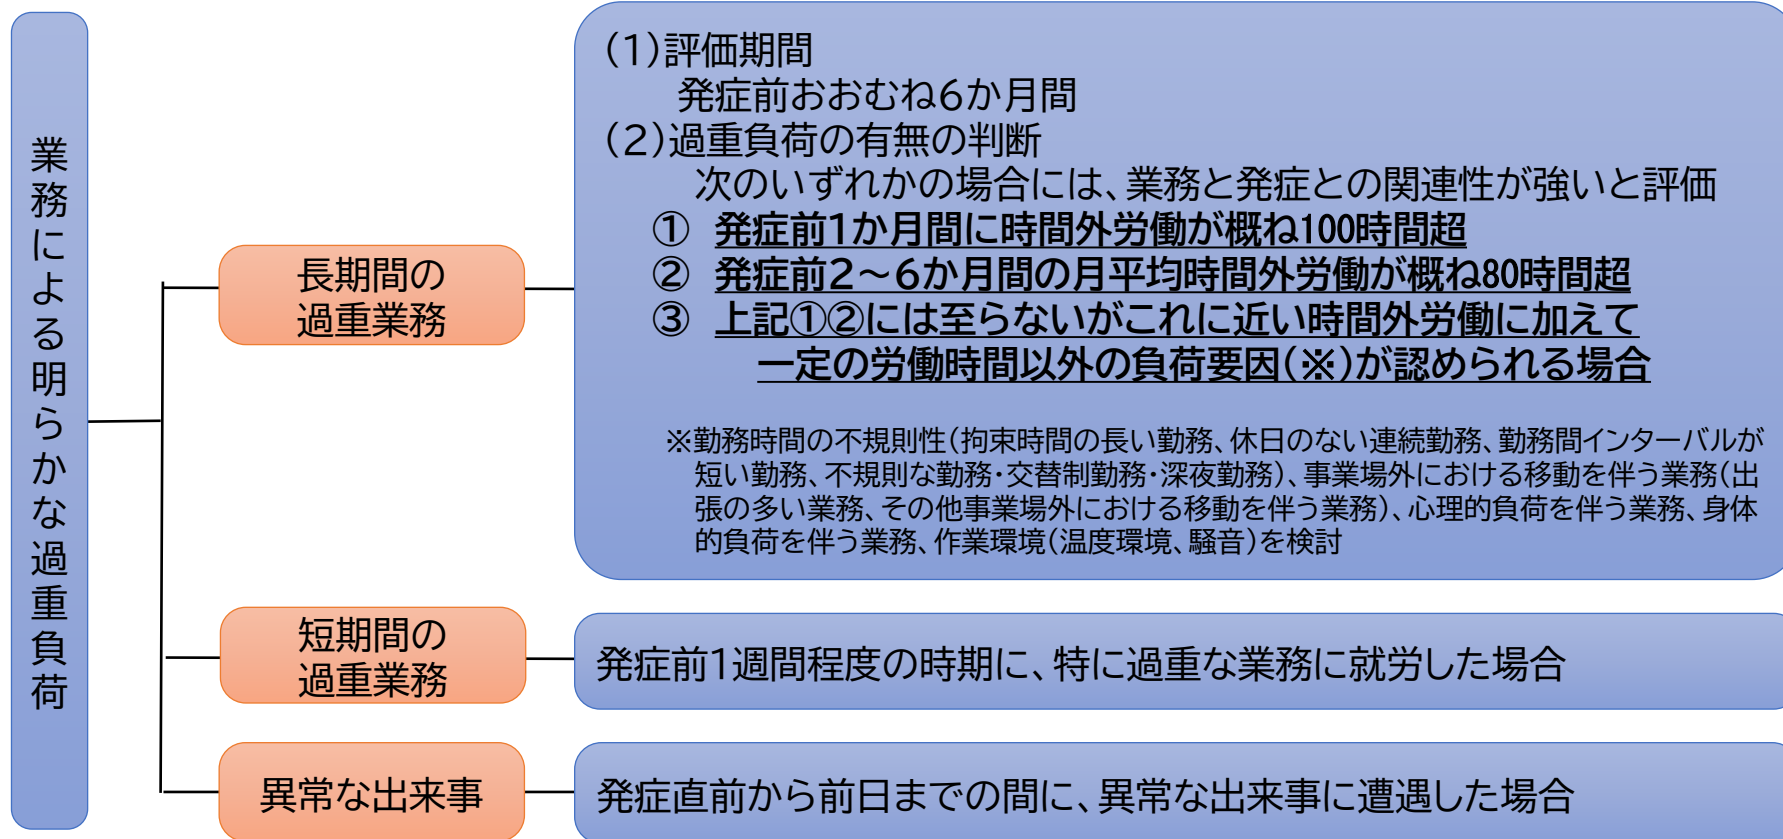 業務による明らかな過重負荷
長期間の
過重業務
(1)評価期間
発症前おおむね6か月間
(2)過重負荷の有無の判断
次のいずれかの場合には、業務と発症との関連性が強いと評価
① 発症前1か月間に時間外労働が概ね100時間超
② 発症前2～6か月間の月平均時間外労働が概ね80時間超
③ 上記①②には至らないがこれに近い時間外労働に加えて
一定の労働時間以外の負荷要因(※)が認められる場合
※勤務時間の不規則性(拘束時間の長い勤務、休日のない連続勤務、勤務間インターバルが
短い勤務、不規則な勤務・交替制勤務・深夜勤務)、事業場外における移動を伴う業務(出
張の多い業務、その他事業場外における移動を伴う業務)、心理的負荷を伴う業務、身体
的負荷を伴う業務、作業環境(温度環境、騒音)を検討
短期間の
過重業務
発症前1週間程度の時期に、特に過重な業務に就労した場合
異常な出来事
発症直前から前日までの間に、異常な出来事に遭遇した場合